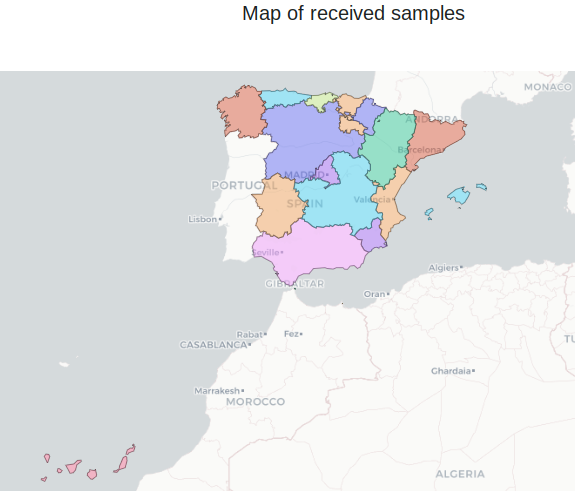 Map of received samples
MONACO
ANDORRA
Barcelona
MADRID
PORTUGAL
SPAIN
Valencia
Lisbon
Seville
GIBRALTAR
Algiers
Oran
Rabat
Fez
CASABLANCA
Ghardaia
Marrakesh
MOROCCO
ALGERIA
TU